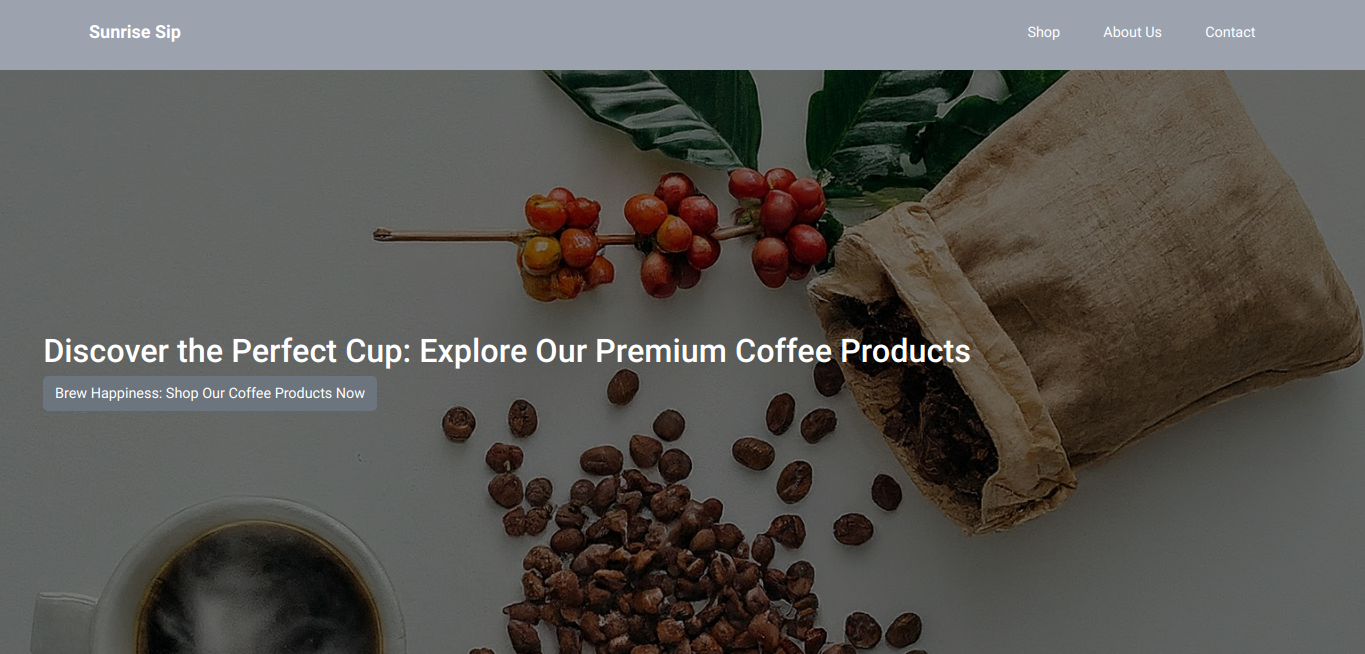 Sunrise Sip
Shop
About Us
Contact
Discover the Perfect Cup: Explore Our Premium Coffee Products
Brew Happiness: Shop Our Coffee Products Now